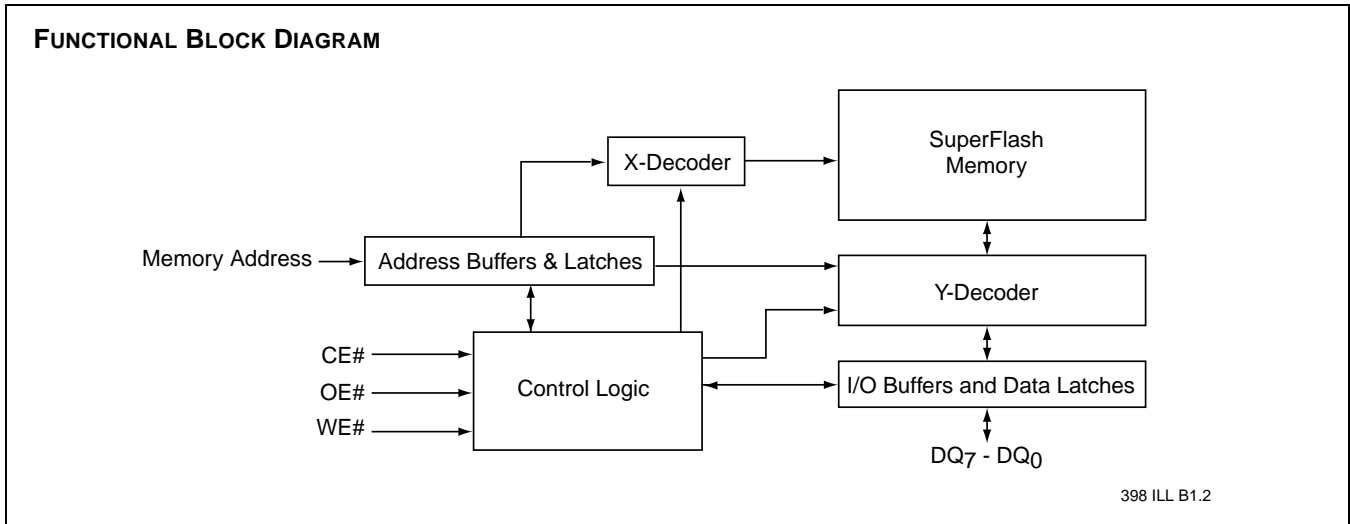 FUNCTIONAL BLOCK DIAGRAM
X-Decoder
SuperFlash
Memory
Memory Address
Address Buffers & Latches
Y-Decoder
CE#
OE#
WE#
Control Logic
I/O Buffers and Data Latches
DQ7 - DQ0
398 ILL B1.2